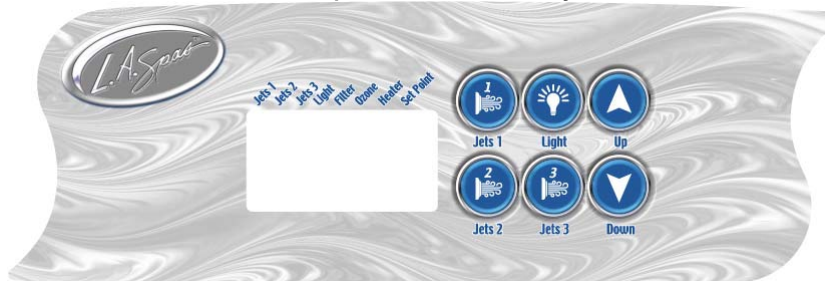 L.A. Spas
Jets 1 Jets 2 Jets 3 Light Filter Ozone Heater Set Point
1
Jets 1 Light Up
2 3
Jets 2 Jets 3 Down